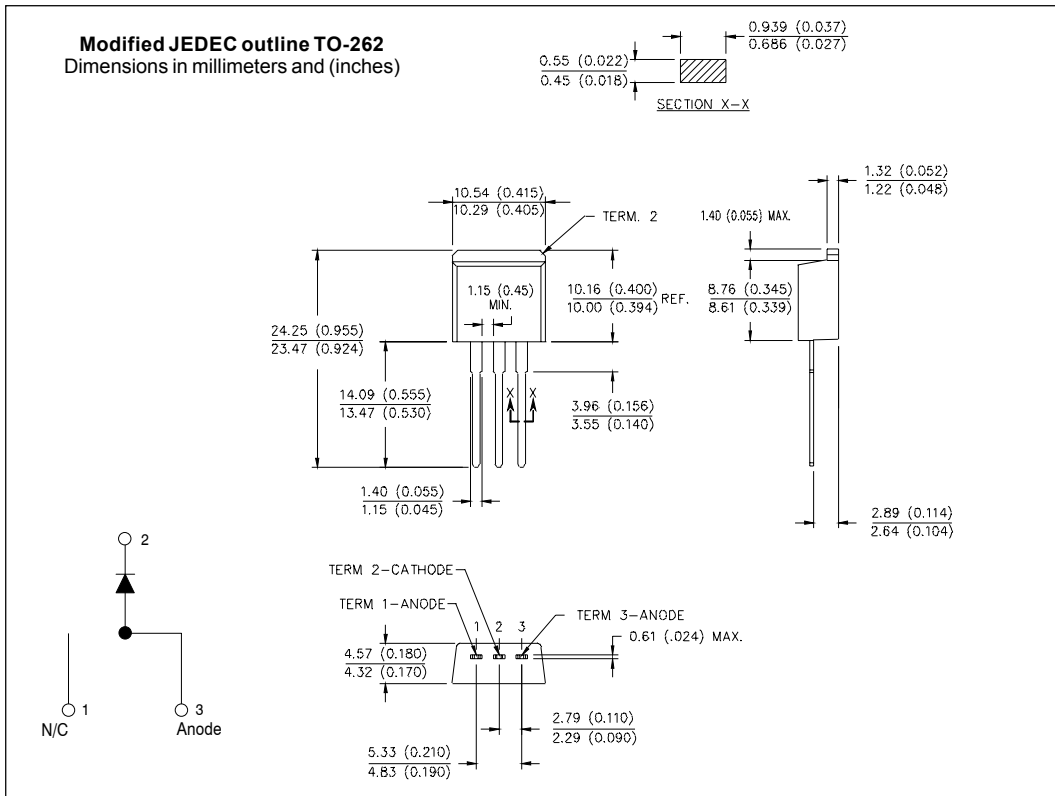 Modified JEDEC outline TO-262
Dimensions in millimeters and (inches)
0.939 (0.037)
0.686 (0.027)
0.55 (0.022)
0.45 (0.018)
SECTION X-X
1.32 (0.052)
1.22 (0.048)
10.54 (0.415)
10.29 (0.405)
TERM. 2
1.40 (0.055) MAX.
1.15 (0.45)
MIN.
10.16 (0.400)
10.00 (0.394)
REF.
8.76 (0.345)
8.61 (0.339)
24.25 (0.955)
23.47 (0.924)
14.09 (0.555)
13.47 (0.530)
X X
3.96 (0.156)
3.55 (0.140)
1.40 (0.055)
1.15 (0.045)
2.89 (0.114)
2.64 (0.104)
2
TERM 2-CATHODE
TERM 1-ANODE
TERM 3-ANODE
1 2 3
0.61 (.024) MAX.
4.57 (0.180)
4.32 (0.170)
1
N/C
3
Anode
2.79 (0.110)
2.29 (0.090)
5.33 (0.210)
4.83 (0.190)